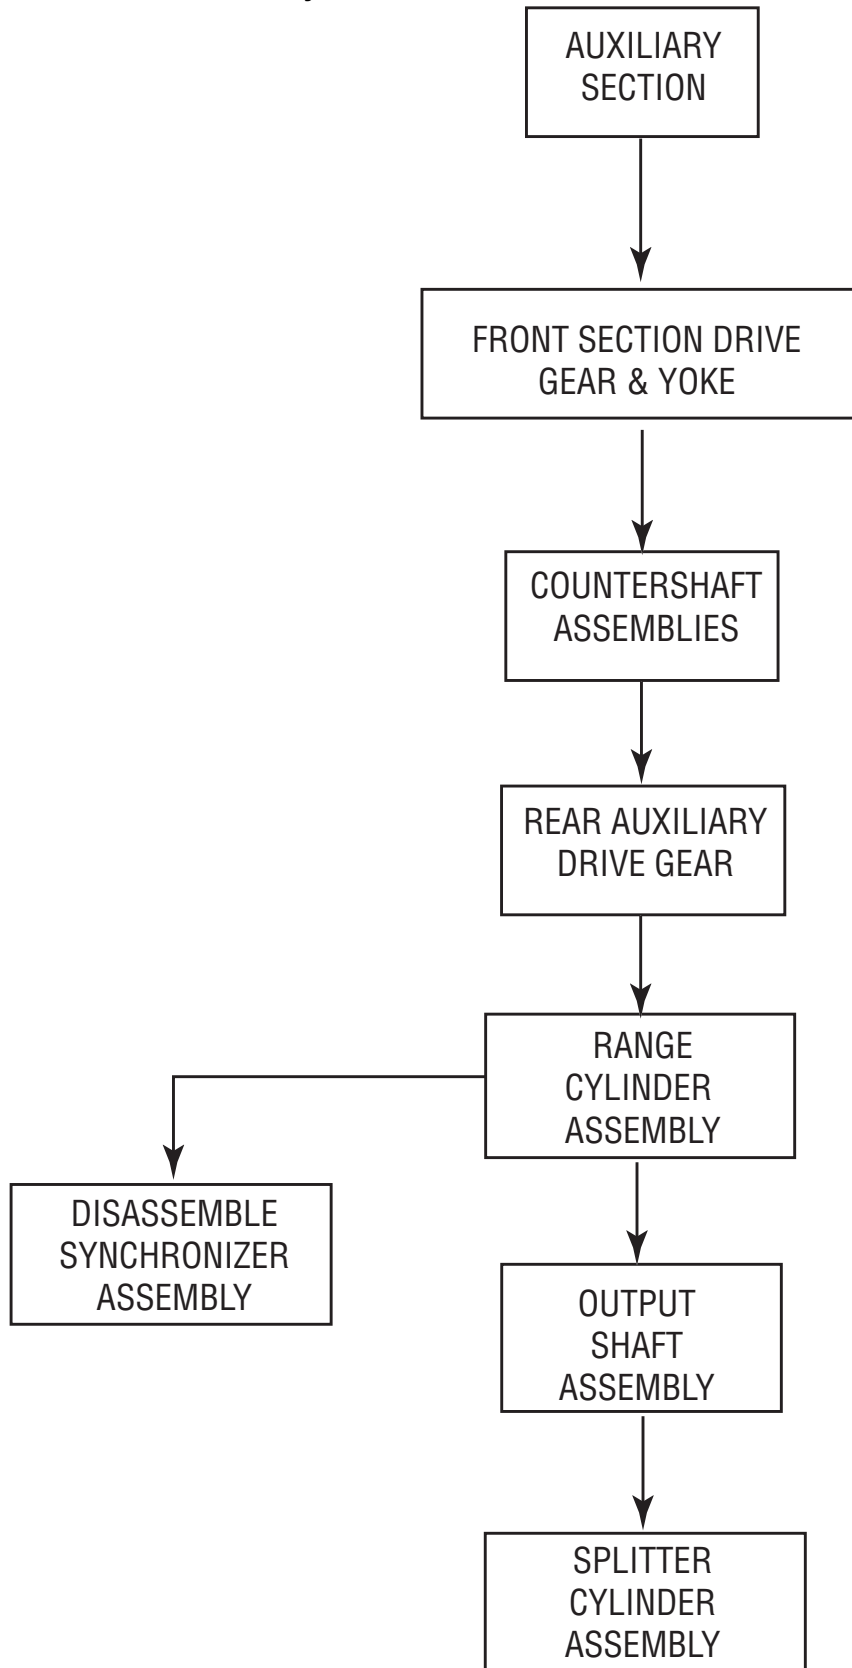 AUXILIARY
SECTION
FRONT SECTION DRIVE
GEAR & YOKE
COUNTERSHAFT
ASSEMBLIES
REAR AUXILIARY
DRIVE GEAR
RANGE
CYLINDER
ASSEMBLY
DISASSEMBLE
SYNCHRONIZER
ASSEMBLY
OUTPUT
SHAFT
ASSEMBLY
SPLITTER
CYLINDER
ASSEMBLY